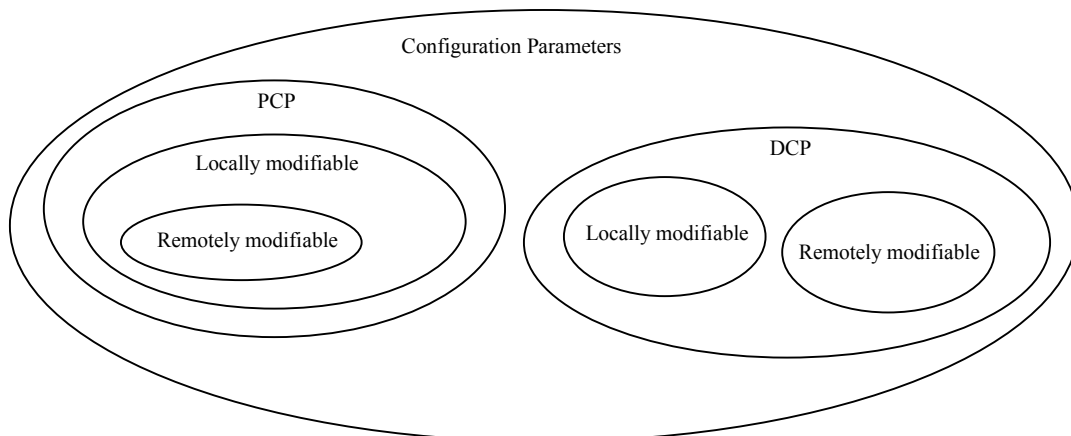 Configuration Parameters
PCP
Locally modifiable
Remotely modifiable
DCP
Locally modifiable
Remotely modifiable